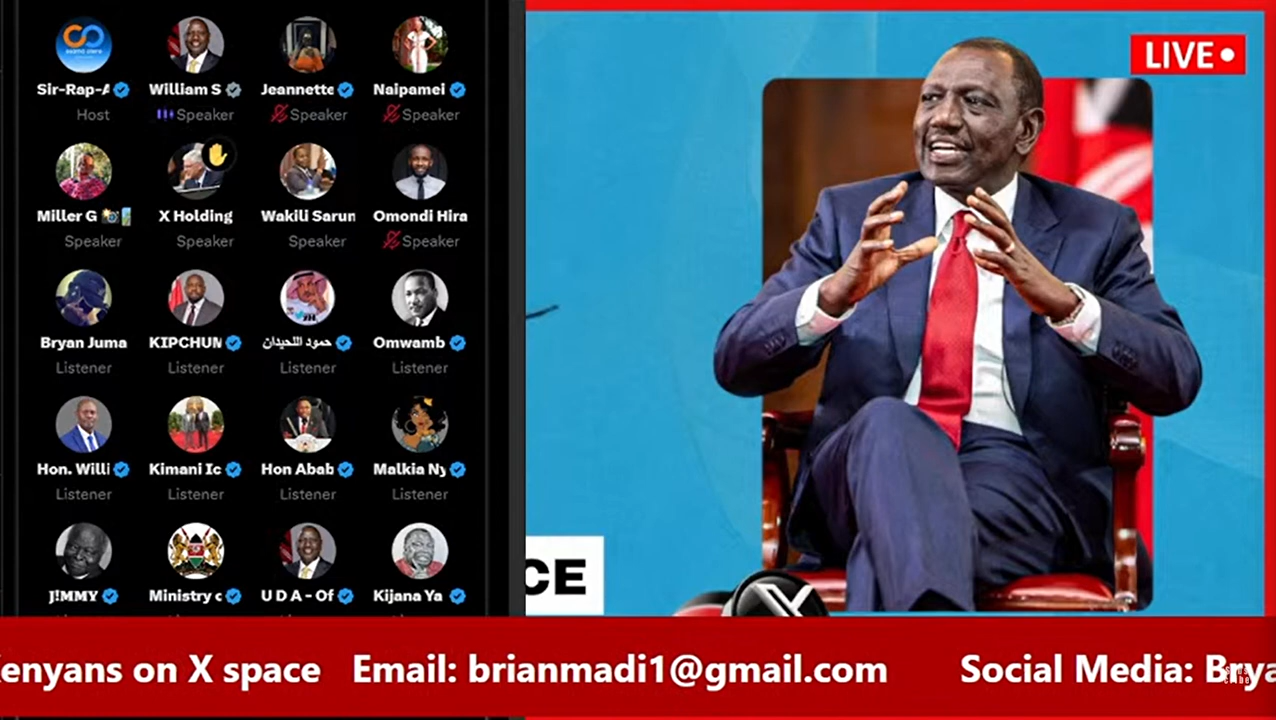 Sir-Rap-A William S Jeannette Naipamei
Host Speaker Speaker Speaker
Miller G X Holding Wakili Sarun Omondi Hira
Speaker Speaker Speaker Speaker
Bryan Juma KIPCHUM حمود اللحيدان Omwamb
Listener Listener Listener Listener
Hon. Willi Kimani Ic Hon Abab Malkia Ny
Listener Listener Listener Listener
J!MMY Ministry c U D A - Of Kijana Ya
LIVE
CE
Kenyans on X space Email: brianmadi1@gmail.com Social Media: Brya